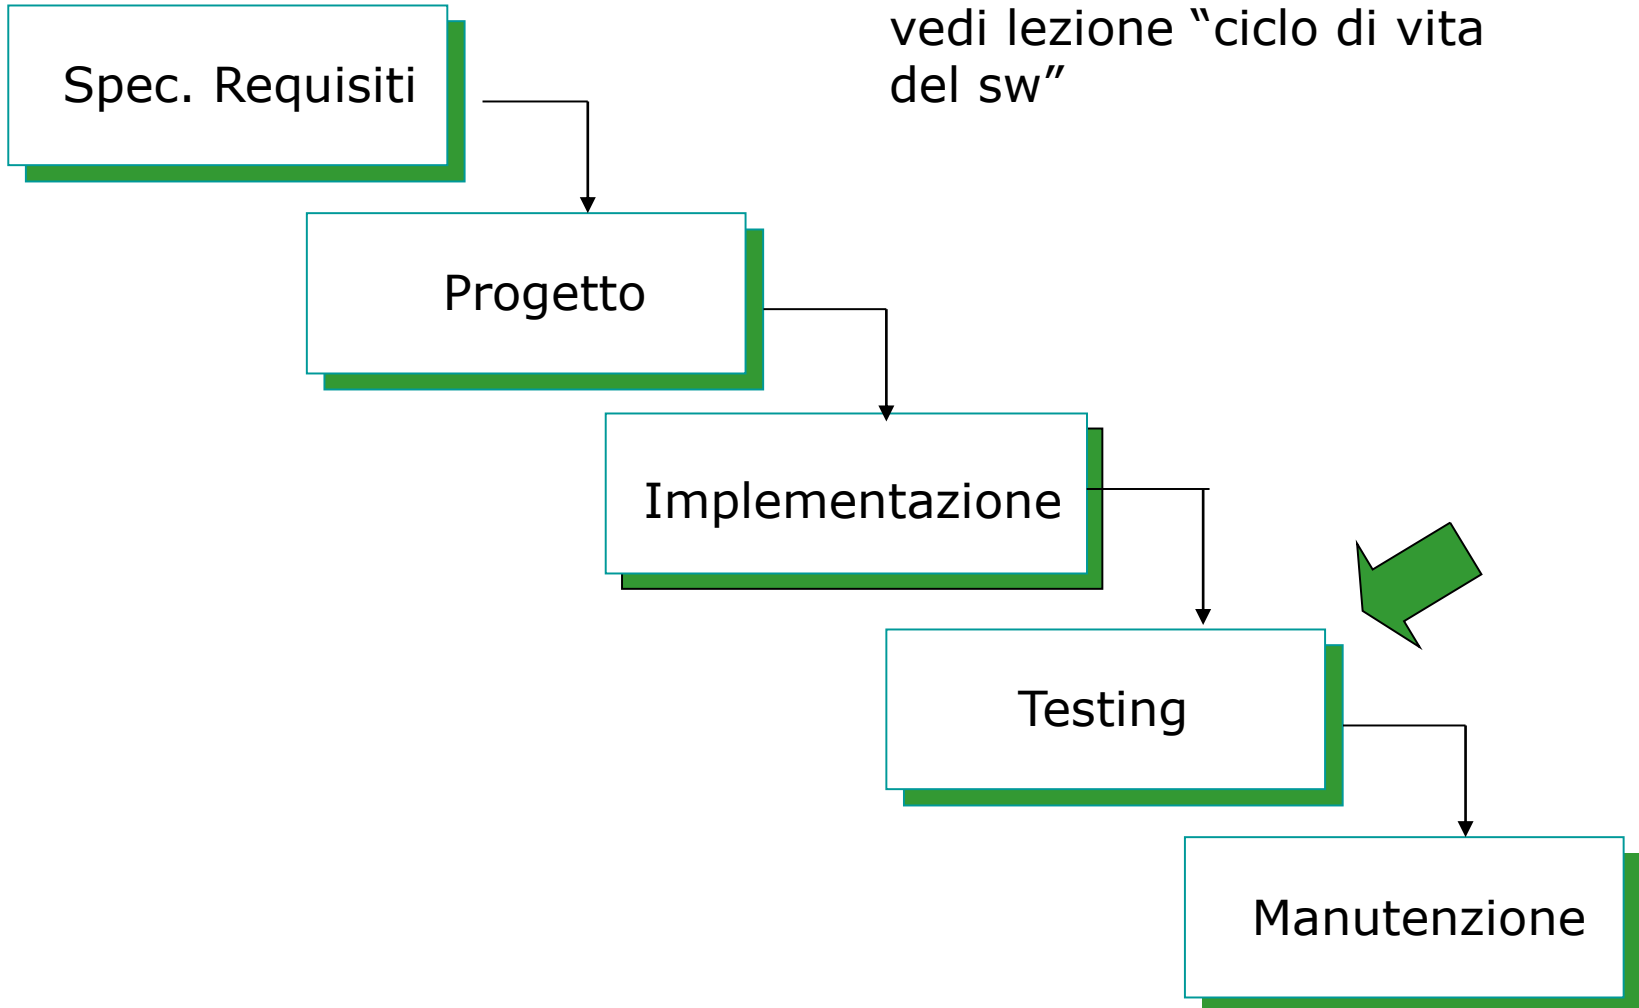 vedi lezione “ciclo di vita
del sw”
Spec. Requisiti
Progetto
Implementazione
Testing
Manutenzione